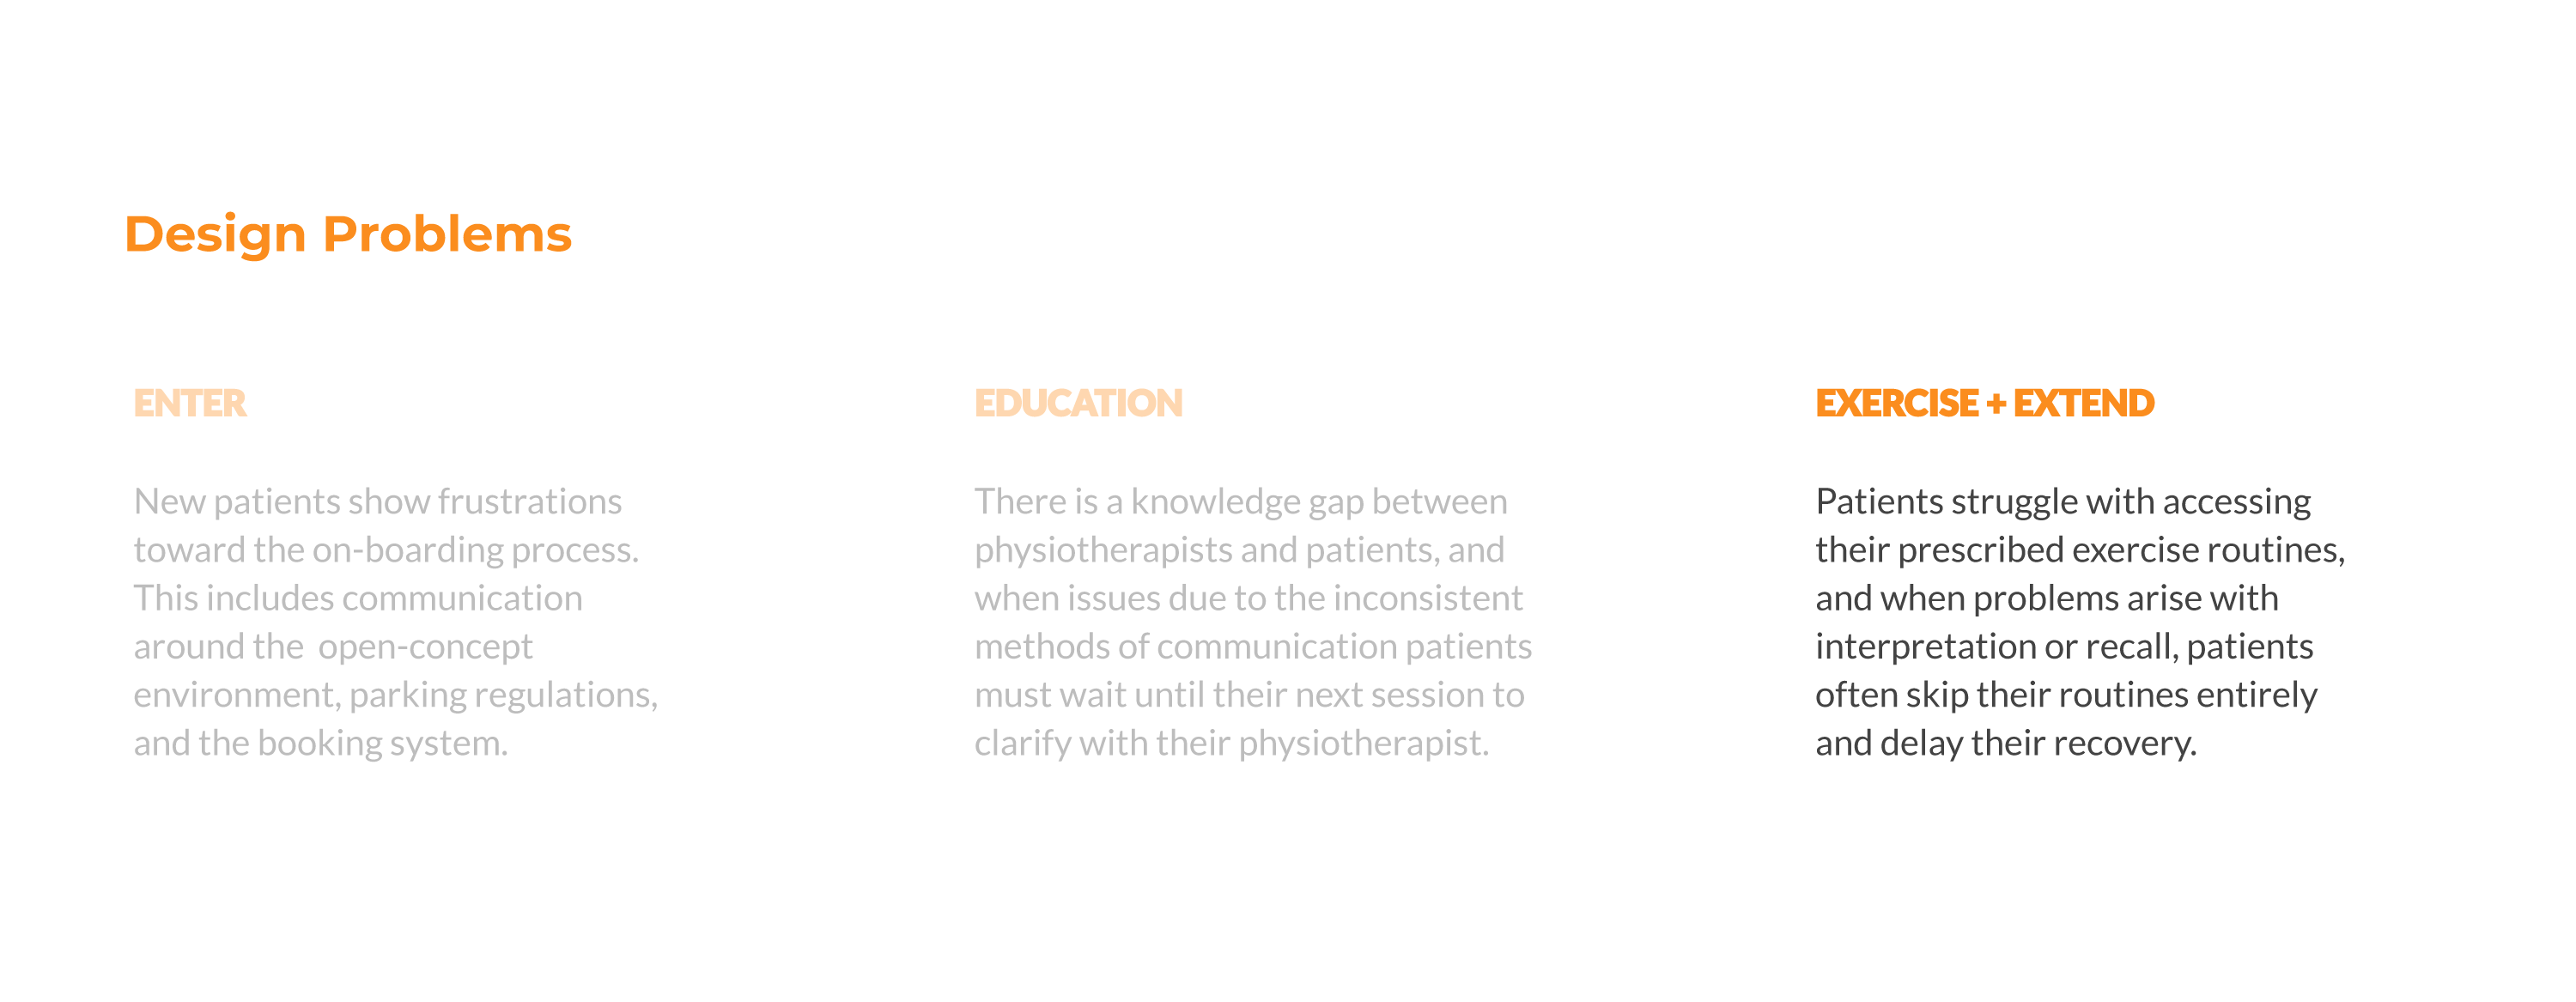 Design Problems
ENTER
New patients show frustrations
toward the on-boarding process.
This includes communication
around the  open-concept
environment, parking regulations,
and the booking system.
EDUCATION
There is a knowledge gap between
physiotherapists and patients, and
when issues due to the inconsistent
methods of communication patients
must wait until their next session to
clarify with their physiotherapist.
EXERCISE + EXTEND
Patients struggle with accessing
their prescribed exercise routines,
and when problems arise with
interpretation or recall, patients
often skip their routines entirely
and delay their recovery.